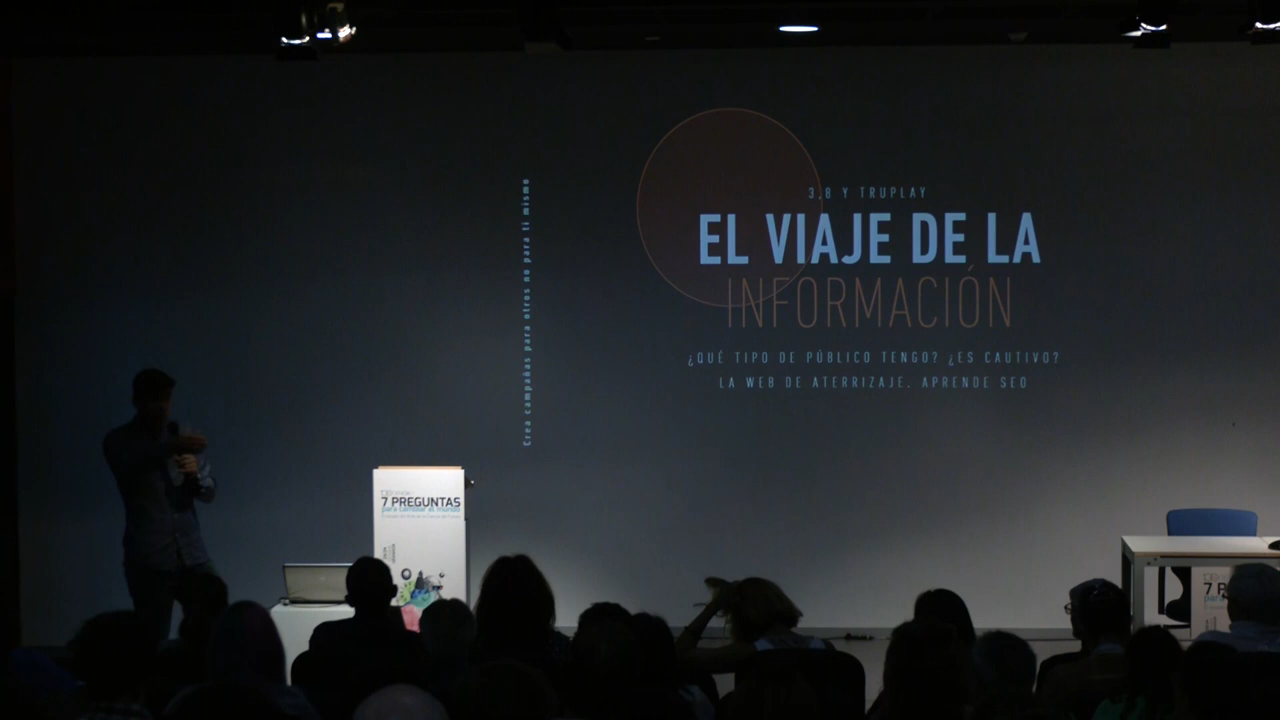 Crea campañas para otros no para ti mismo
3,8 Y TRUPLAY
EL VIAJE DE LA
INFORMACIÓN
¿QUÉ TIPO DE PÚBLICO TENGO? ¿ES CAUTIVO?
LA WEB DE ATERRIZAJE. APRENDE SEO
7 PREGUNTAS
para cambiar el mundo
7 P